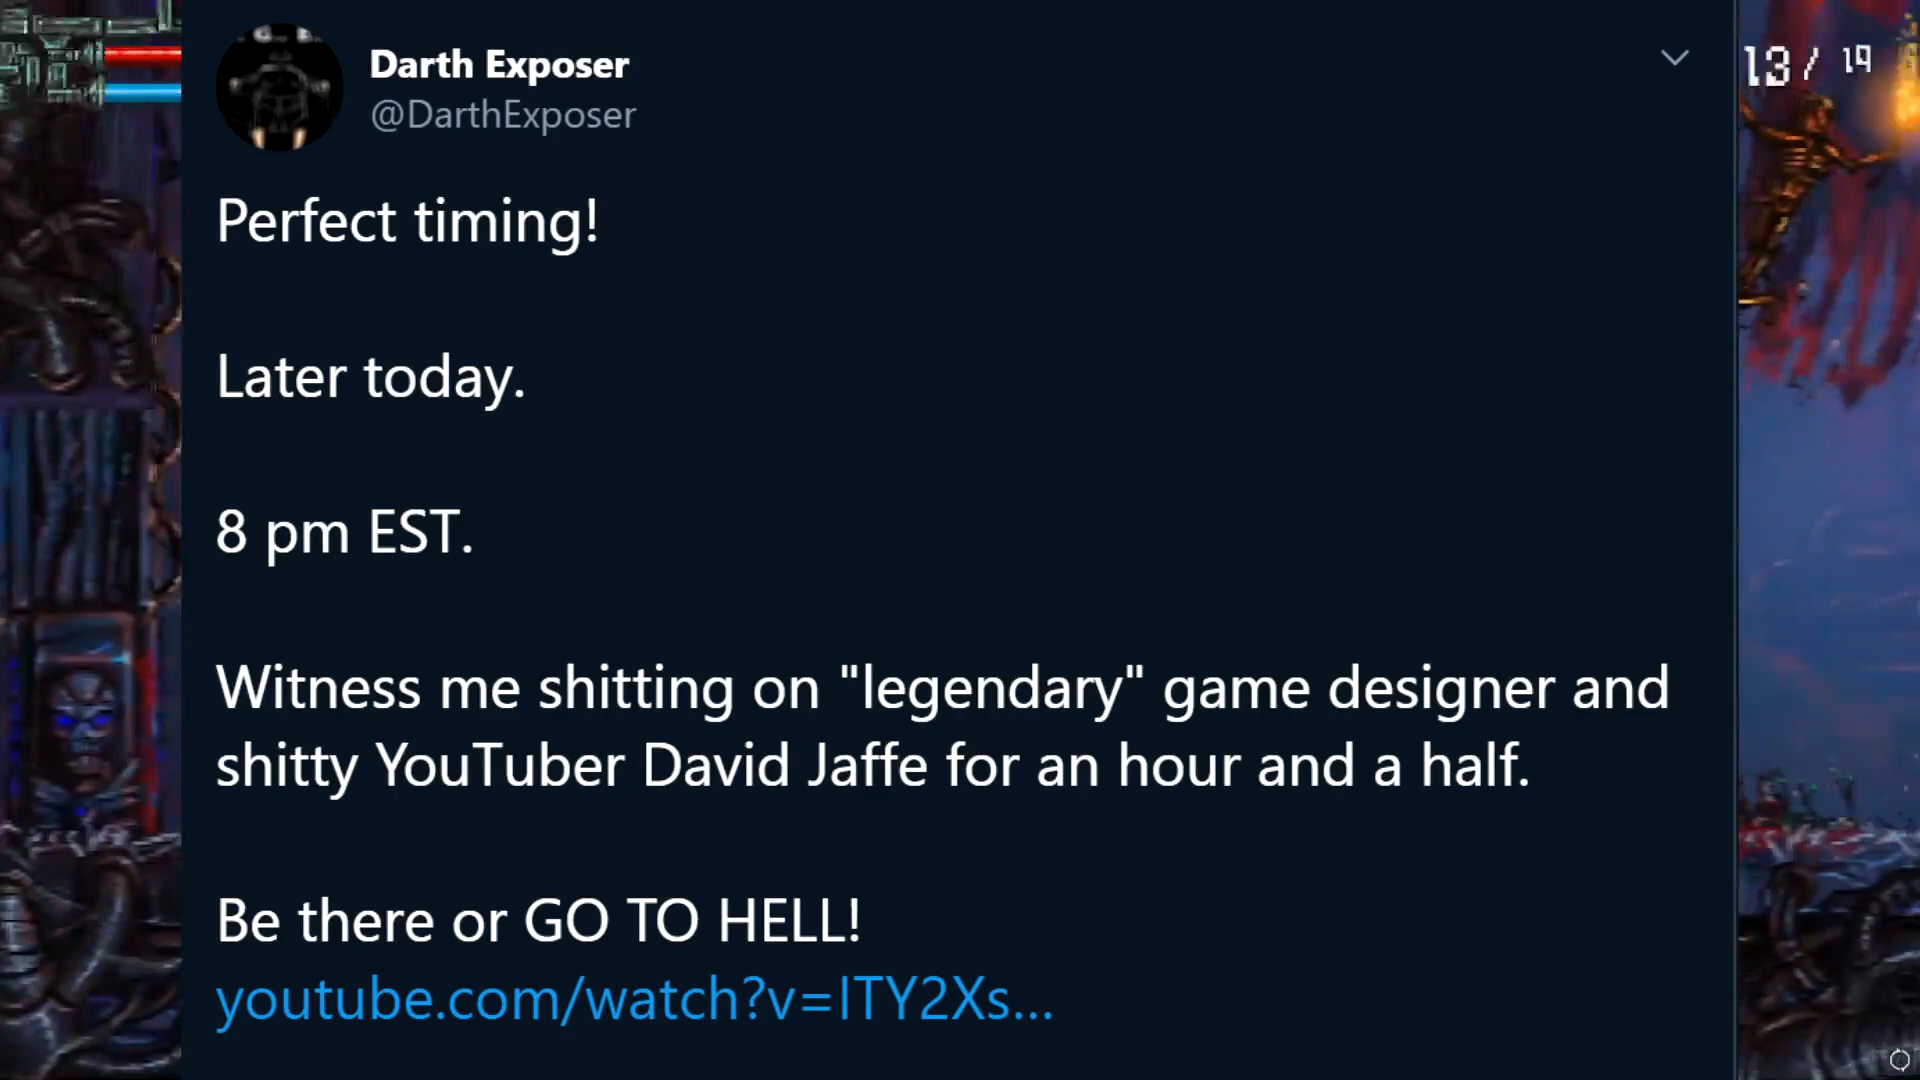 Darth Exposer
@DarthExposer
13/ 19
Perfect timing!
Later today.
8 pm EST.
Witness me shitting on "legendary" game designer and
shitty YouTuber David Jaffe for an hour and a half.
Be there or GO TO HELL!
youtube.com/watch?v=ITY2Xs...